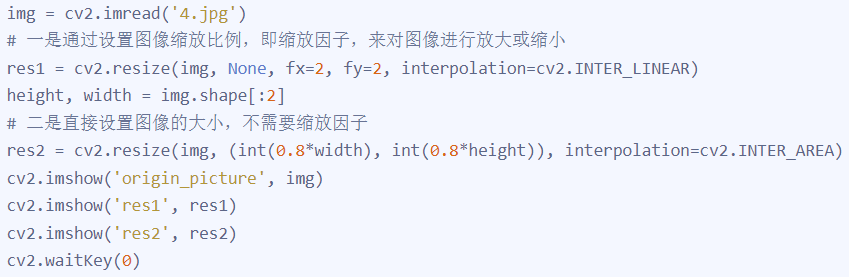 img = cv2.imread('4.jpg')
# 一是通过设置图像缩放比例，即缩放因子，来对图像进行放大或缩小
res1 = cv2.resize(img, None, fx=2, fy=2, interpolation=cv2.INTER_LINEAR)
height, width = img.shape[:2]
# 二是直接设置图像的大小，不需要缩放因子
res2 = cv2.resize(img, (int(0.8*width), int(0.8*height)), interpolation=cv2.INTER_AREA)
cv2.imshow('origin_picture', img)
cv2.imshow('res1', res1)
cv2.imshow('res2', res2)
cv2.waitKey(0)